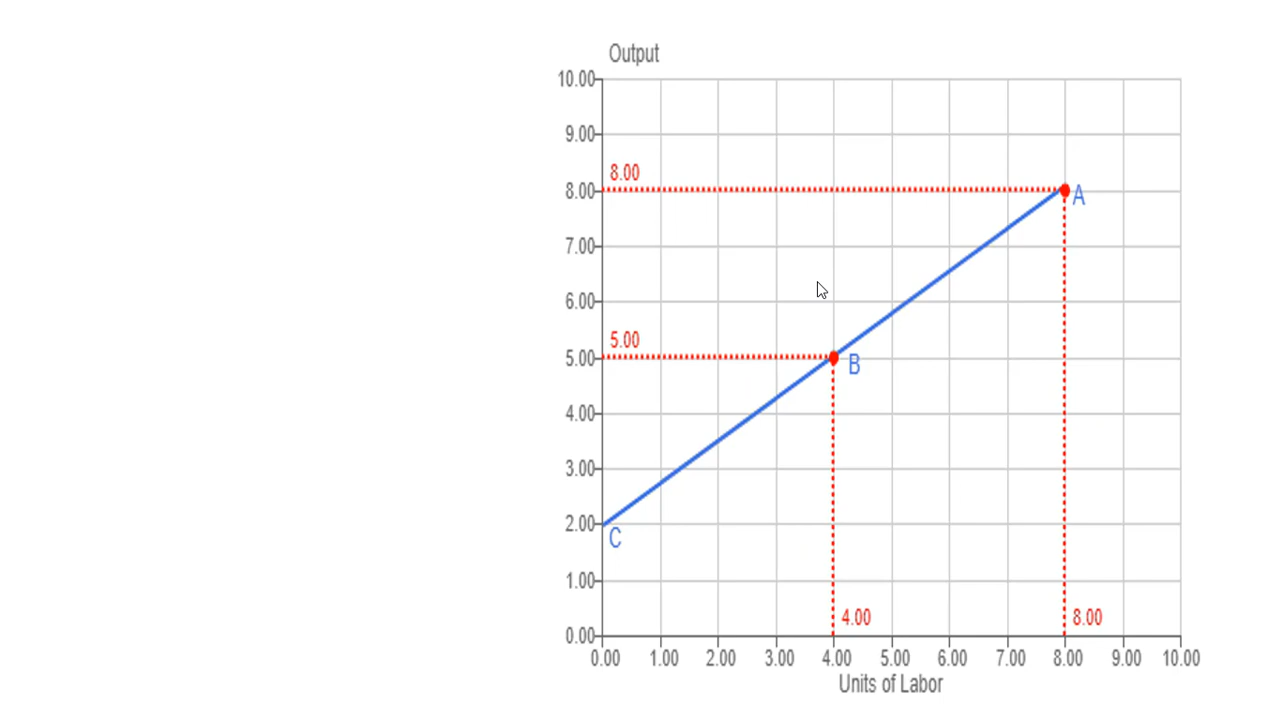 Output
10.00
9.00
8.00
8.00
A
7.00
6.00
5.00
5.00
B
4.00
3.00
2.00
C
1.00
4.00 8.00
0.00
0.00 1.00 2.00 3.00 4.00 5.00 6.00 7.00 8.00 9.00 10.00
Units of Labor